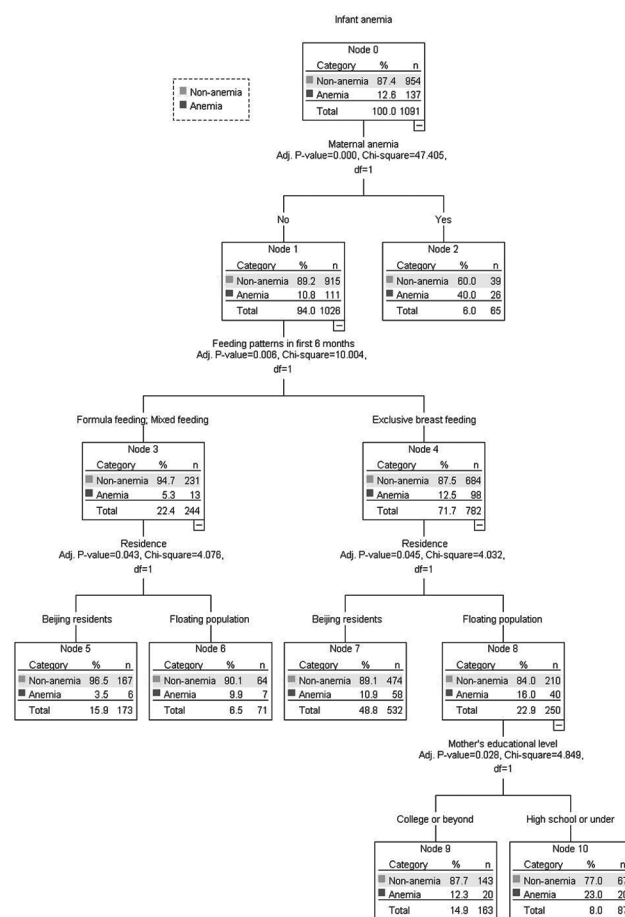 Infant anemia
Non-anemia
Anemia
Node 0
Category % n
Non-anemia 87.4 954
Anemia 12.6 137
Total 100.0 1091
Maternal anemia
Adj. P-value=0.000, Chi-square=47.405,
df=1
No
Yes
Node 1
Category % n
Non-anemia 89.2 915
Anemia 10.8 111
Total 94.0 1026
Node 2
Category % n
Non-anemia 60.0 39
Anemia 40.0 26
Total 6.0 65
Feeding patterns in first 6 months
Adj. P-value=0.006, Chi-square=10.004,
df=1
Formula feeding; Mixed feeding
Exclusive breast feeding
Node 3
Category % n
Non-anemia 94.7 231
Anemia 5.3 13
Total 22.4 244
Node 4
Category % n
Non-anemia 87.5 684
Anemia 12.5 98
Total 71.7 782
Residence
Adj. P-value=0.043, Chi-square=4.076,
df=1
Residence
Adj. P-value=0.045, Chi-square=4.032,
df=1
Beijing residents
Floating population
Beijing residents
Floating population
Node 5
Category % n
Non-anemia 96.5 167
Anemia 3.5 6
Total 15.9 173
Node 6
Category % n
Non-anemia 90.1 64
Anemia 9.9 7
Total 6.5 71
Node 7
Category % n
Non-anemia 89.1 474
Anemia 10.9 58
Total 48.8 532
Node 8
Category % n
Non-anemia 84.0 210
Anemia 16.0 40
Total 22.9 250
Mother's educational level
Adj. P-value=0.028, Chi-square=4.849,
df=1
College or beyond
High school or under
Node 9
Category % n
Non-anemia 87.7 143
Anemia 12.3 20
Total 14.9 163
Node 10
Category % n
Non-anemia 77.0 67
Anemia 23.0 20
Total 8.0 87